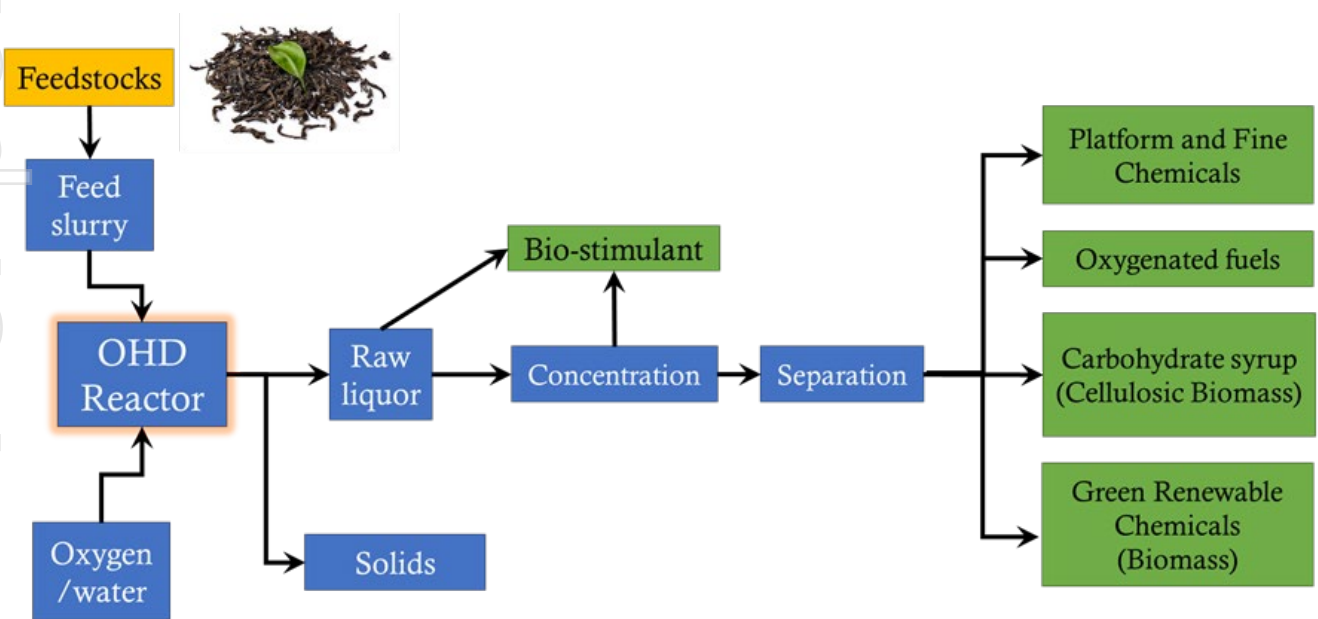 Feedstocks
Feed
slurry
OHD
Reactor
Oxygen
/water
Solids
Raw
liquor
Bio-stimulant
Concentration
Separation
Platform and Fine
Chemicals
Oxygenated fuels
Carbohydrate syrup
(Cellulosic Biomass)
Green Renewable
Chemicals
(Biomass)